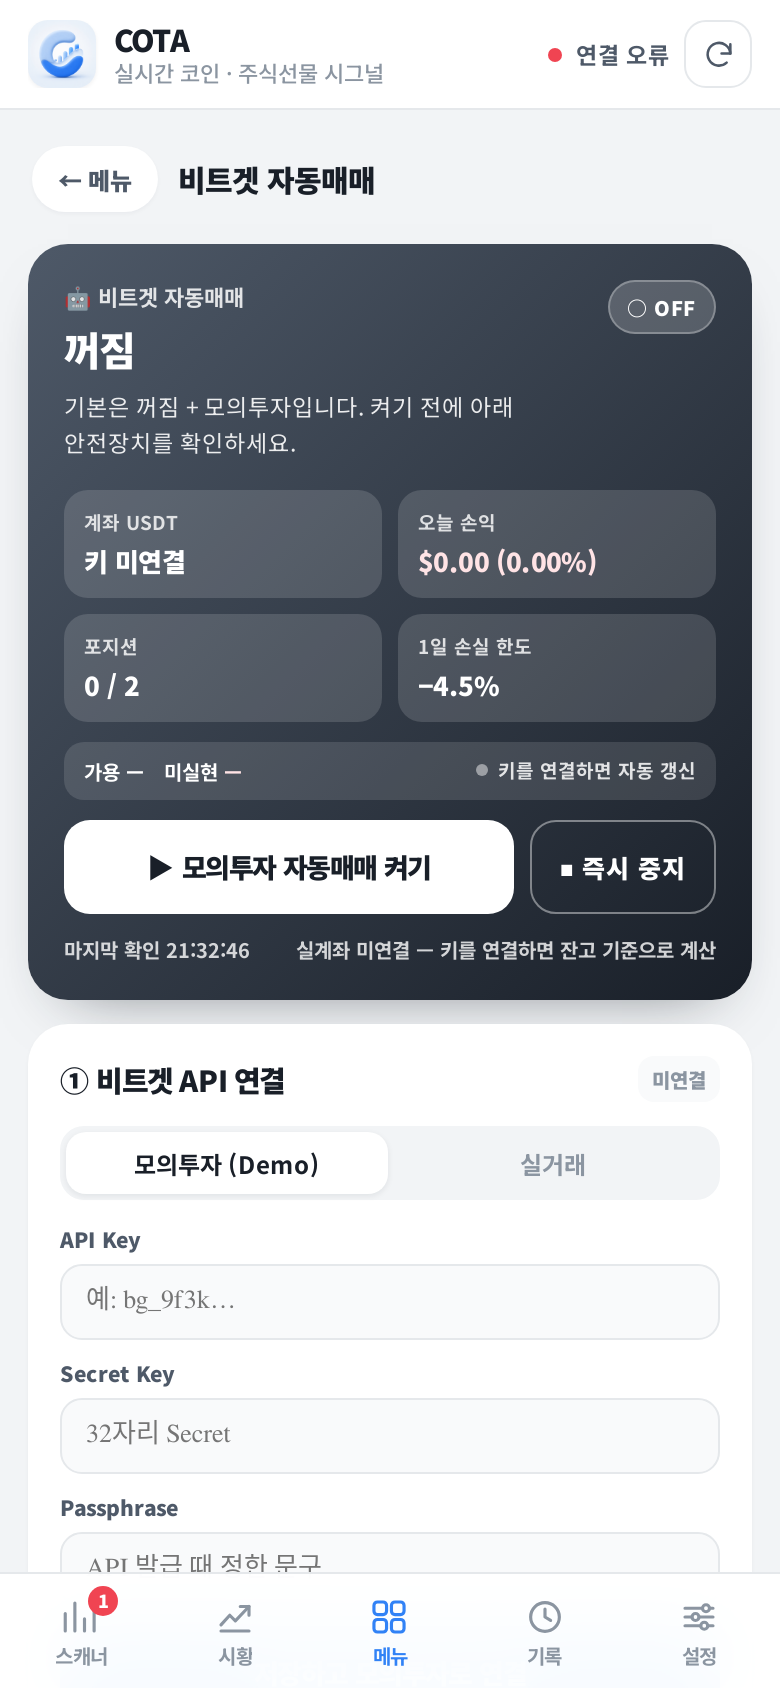 COTA
실시간 코인 · 주식선물 시그널
연결 오류
← 메뉴
비트겟 자동매매
🤖 비트겟 자동매매
○ OFF
꺼짐
기본은 꺼짐 + 모의투자입니다. 켜기 전에 아래
안전장치를 확인하세요.
계좌 USDT
키 미연결
오늘 손익
$0.00 (0.00%)
포지션
0 / 2
1일 손실 한도
−4.5%
가용 — 미실현 —
키를 연결하면 자동 갱신
▶ 모의투자 자동매매 켜기
■ 즉시 중지
마지막 확인 21:32:46
실계좌 미연결 — 키를 연결하면 잔고 기준으로 계산
① 비트겟 API 연결
미연결
모의투자 (Demo)
실거래
API Key
예: bg_9f3k…
Secret Key
32자리 Secret
Passphrase
API 발급 때 정한 문구
1
스캐너
시황
메뉴
기록
설정